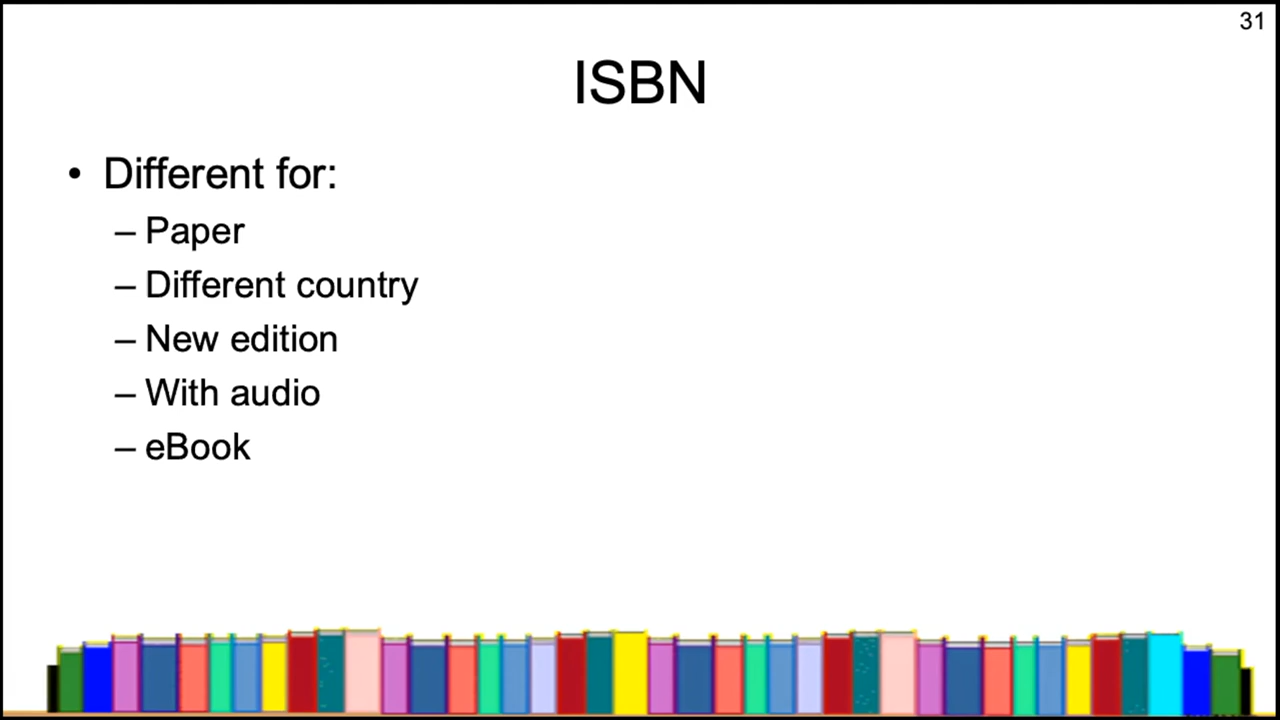 31
ISBN
• Different for:
– Paper
– Different country
– New edition
– With audio
– eBook